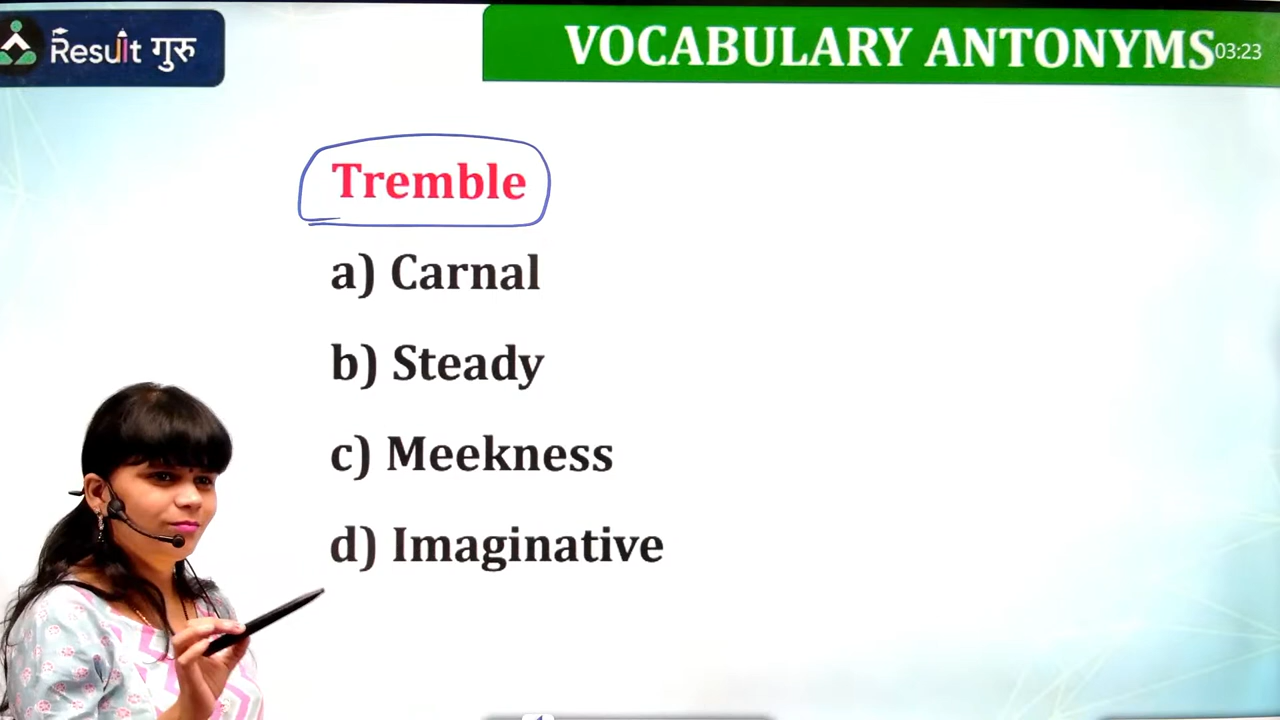 Result गुरु
VOCABULARY ANTONYMS
03:23
Tremble
a) Carnal
b) Steady
c) Meekness
d) Imaginative